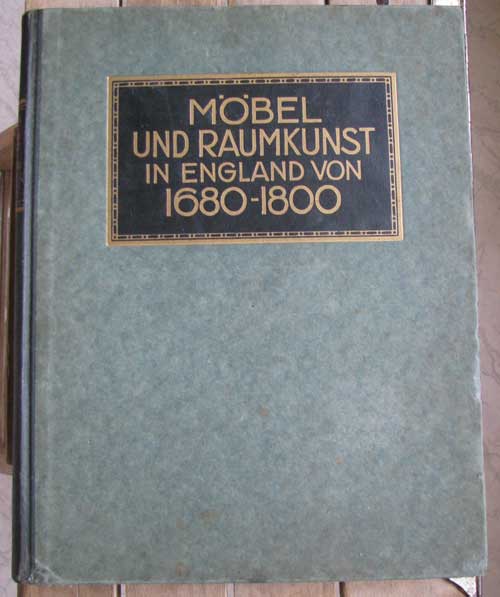 MÖBEL
UND RAUMKUNST
IN ENGLAND VON
1680-1800